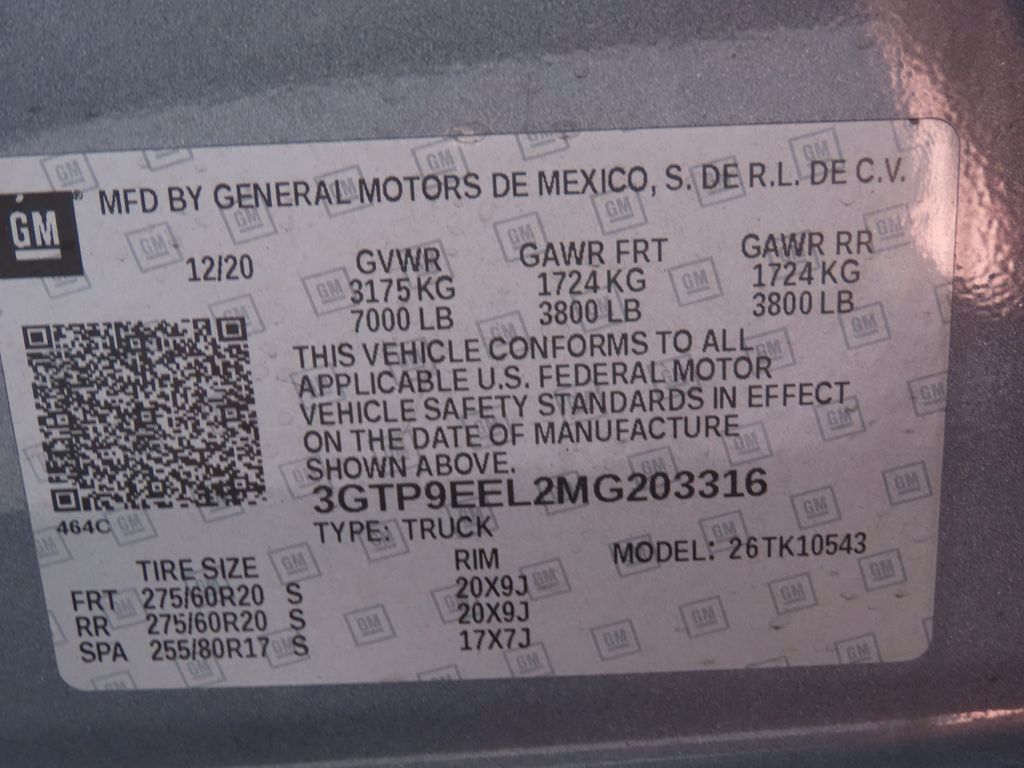 MFD BY GENERAL MOTORS DE MEXICO, S. DE R.L. DE C.V.
GM
12/20
GVWR GAWR FRT GAWR RR
3175 KG 1724 KG 1724 KG
7000 LB 3800 LB 3800 LB
THIS VEHICLE CONFORMS TO ALL
APPLICABLE U.S. FEDERAL MOTOR
VEHICLE SAFETY STANDARDS IN EFFECT
ON THE DATE OF MANUFACTURE
SHOWN ABOVE.
3GTP9EEL2MG203316
464C
TYPE: TRUCK
MODEL: 26TK10543
TIRE SIZE RIM
FRT 275/60R20 S 20X9J
RR 275/60R20 S 20X9J
SPA 255/80R17 S 17X7J